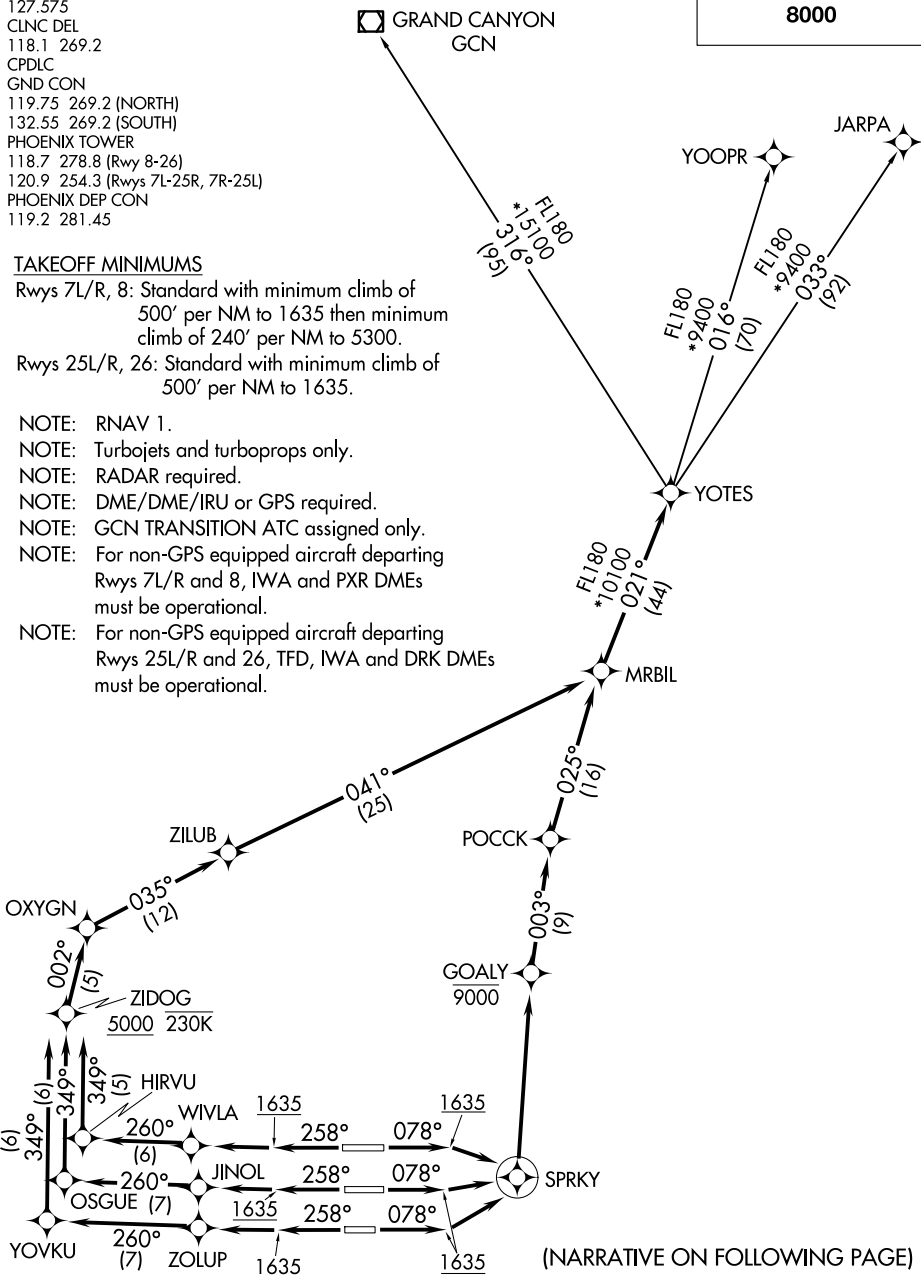 127.575
CLNC DEL
118.1 269.2
CPDLC
GND CON
119.75 269.2 (NORTH)
132.55 269.2 (SOUTH)
PHOENIX TOWER
118.7 278.8 (Rwy 8-26)
120.9 254.3 (Rwys 7L-25R, 7R-25L)
PHOENIX DEP CON
119.2 281.45
GRAND CANYON
GCN
8000
TAKEOFF MINIMUMS
Rwys 7L/R, 8: Standard with minimum climb of
500' per NM to 1635 then minimum
climb of 240' per NM to 5300.
Rwys 25L/R, 26: Standard with minimum climb of
500' per NM to 1635.
NOTE: RNAV 1.
NOTE: Turbojets and turboprops only.
NOTE: RADAR required.
NOTE: DME/DME/IRU or GPS required.
NOTE: GCN TRANSITION ATC assigned only.
NOTE: For non-GPS equipped aircraft departing
Rwys 7L/R and 8, IWA and PXR DMEs
must be operational.
NOTE: For non-GPS equipped aircraft departing
Rwys 25L/R and 26, TFD, IWA and DRK DMEs
must be operational.
JARPA
YOOPR
FL180
*15100
316°
(95)
FL180
*9400
016°
(70)
FL180
*9400
033°
(92)
YOTES
FL180
*10100
021°
(44)
MRBIL
041°
(25)
025°
(16)
ZILUB
POCCK
035°
(12)
OXYGN
003°
(9)
002°
(5)
GOALY
9000
ZIDOG
5000 230K
349°
(6)
349°
(6)
349°
(5)
HIRVU
WIVLA
1635
1635
260°
(6)
258°
078°
JINOL
260°
(7)
258°
078°
SPRKY
OSGUE
1635
258°
078°
YOVKU
260°
(7)
ZOLUP
1635
1635
(NARRATIVE ON FOLLOWING PAGE)